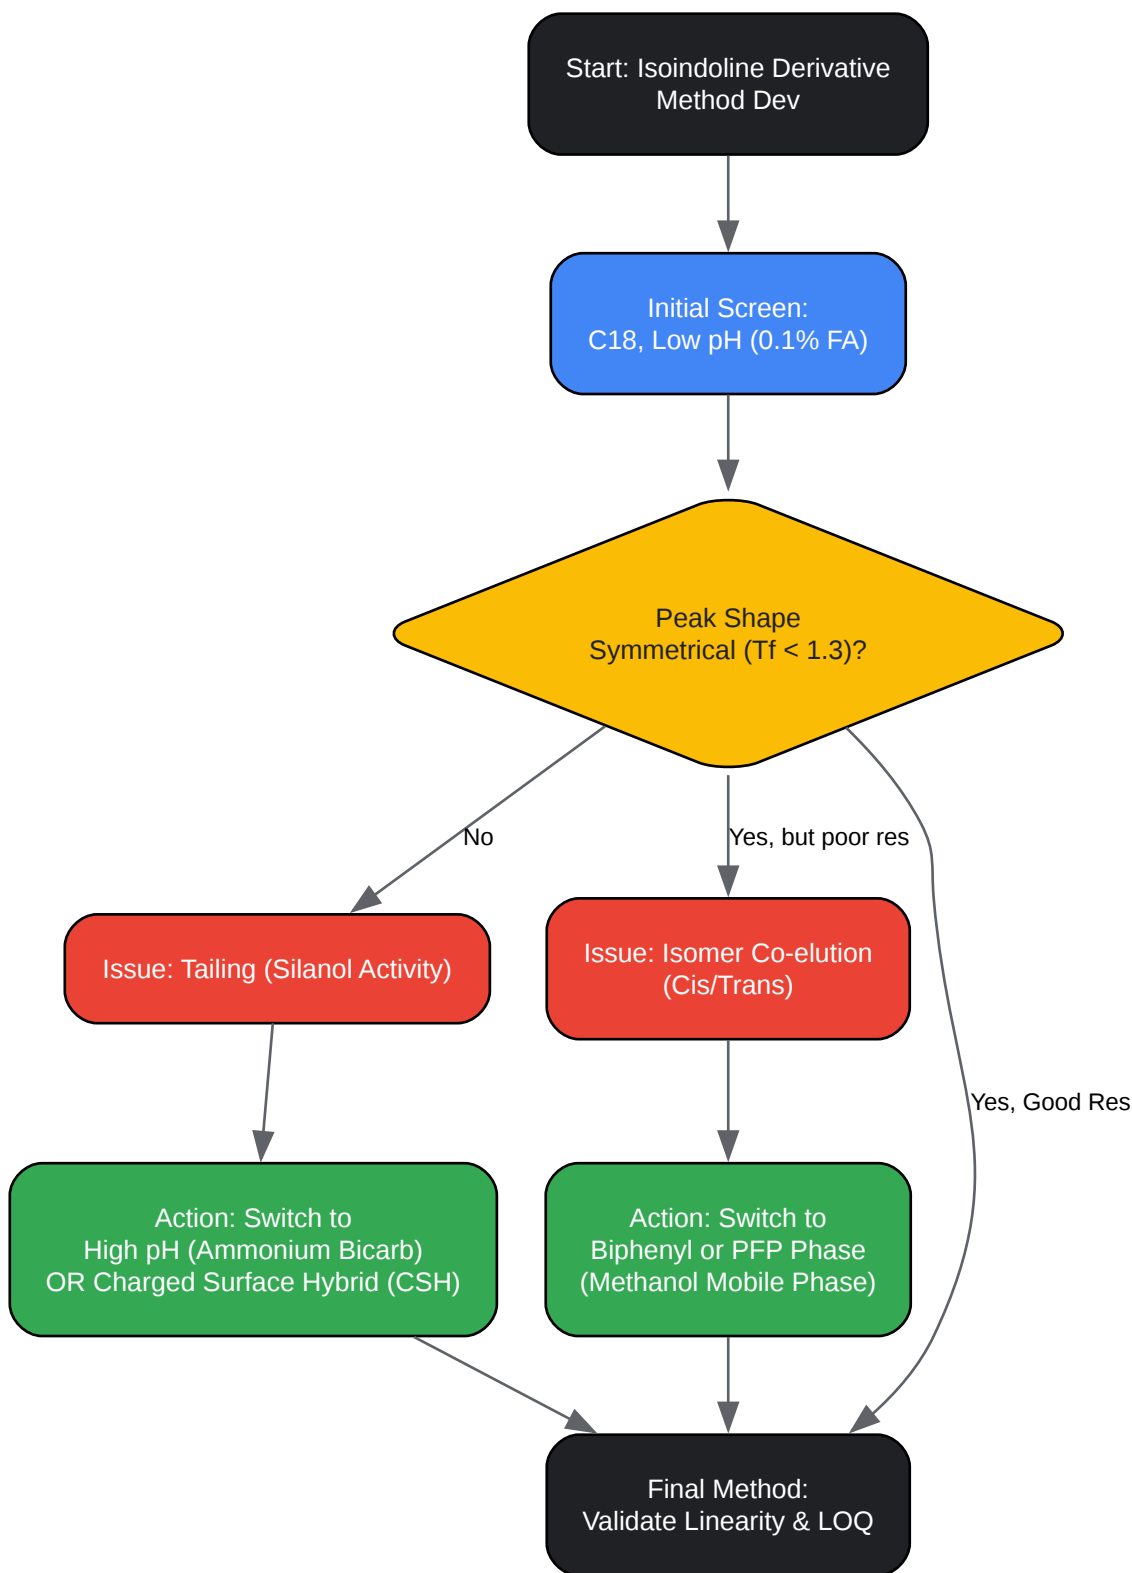 Start: Isoindoline Derivative
Method Dev
Initial Screen:
C18, Low pH (0.1% FA)
Peak Shape
Symmetrical (Tf < 1.3)?
No
Yes, but poor res
Issue: Tailing (Silanol Activity)
Issue: Isomer Co-elution
(Cis/Trans)
Yes, Good Res
Action: Switch to
High pH (Ammonium Bicarb)
OR Charged Surface Hybrid (CSH)
Action: Switch to
Biphenyl or PFP Phase
(Methanol Mobile Phase)
Final Method:
Validate Linearity & LOQ